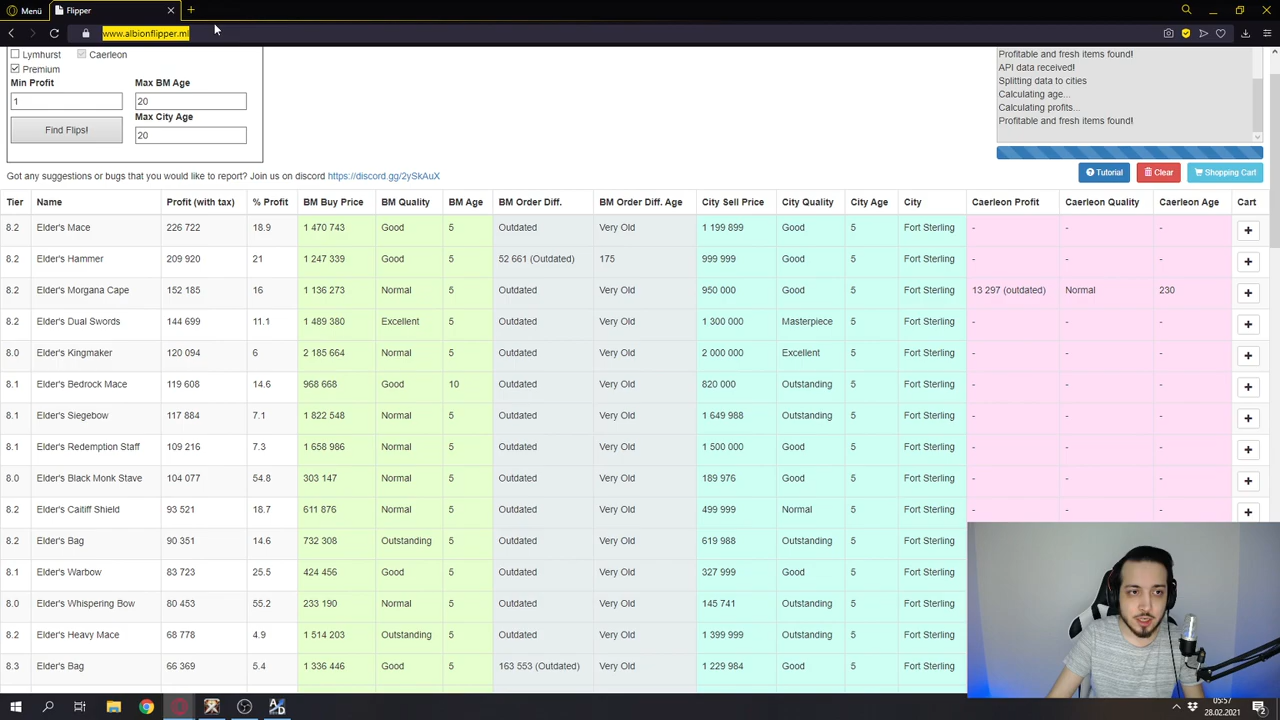 Menü Flipper
www.albionflipper.ml
Lymhurst Caerleon
Premium
Min Profit Max BM Age
1 20
Max City Age
Find Flips! 20
Profitable and fresh items found!
API data received!
Splitting data to cities
Calculating age...
Calculating profits...
Profitable and fresh items found!
Got any suggestions or bugs that you would like to report? Join us on discord https://discord.gg/2ySkAuX
Tutorial Clear Shopping Cart
Tier Name Profit (with tax) % Profit BM Buy Price BM Quality BM Age BM Order Diff. BM Order Diff. Age City Sell Price City Quality City Age City Caerleon Profit Caerleon Quality Caerleon Age Cart
8.2 Elder's Mace 226 722 18.9 1 470 743 Good 5 Outdated Very Old 1 199 899 Good 5 Fort Sterling - - - +
8.2 Elder's Hammer 209 920 21 1 247 339 Good 5 52 661 (Outdated) 175 999 999 Good 5 Fort Sterling - - - +
8.2 Elder's Morgana Cape 152 185 16 1 136 273 Normal 5 Outdated Very Old 950 000 Good 5 Fort Sterling 13 297 (outdated) Normal 230 +
8.2 Elder's Dual Swords 144 699 11.1 1 489 380 Excellent 5 Outdated Very Old 1 300 000 Masterpiece 5 Fort Sterling - - - +
8.0 Elder's Kingmaker 120 094 6 2 185 664 Normal 5 Outdated Very Old 2 000 000 Excellent 5 Fort Sterling - - - +
8.1 Elder's Bedrock Mace 119 608 14.6 968 668 Good 10 Outdated Very Old 820 000 Outstanding 5 Fort Sterling - - - +
8.1 Elder's Siegebow 117 884 7.1 1 822 548 Normal 5 Outdated Very Old 1 649 988 Outstanding 5 Fort Sterling - - - +
8.1 Elder's Redemption Staff 109 216 7.3 1 658 986 Normal 5 Outdated Very Old 1 500 000 Good 5 Fort Sterling - - - +
8.0 Elder's Black Monk Stave 104 077 54.8 303 147 Normal 5 Outdated Very Old 189 976 Good 5 Fort Sterling - - - +
8.2 Elder's Caitiff Shield 93 521 18.7 611 876 Normal 5 Outdated Very Old 499 999 Normal 5 Fort Sterling - - - +
8.2 Elder's Bag 90 351 14.6 732 308 Outstanding 5 Outdated Very Old 619 988 Outstanding 5 Fort Sterling
8.1 Elder's Warbow 83 723 25.5 424 456 Good 5 Outdated Very Old 327 999 Good 5 Fort Sterling
8.0 Elder's Whispering Bow 80 453 55.2 233 190 Normal 5 Outdated Very Old 145 741 Outstanding 5 Fort Sterling
8.2 Elder's Heavy Mace 68 778 4.9 1 514 203 Outstanding 5 Outdated Very Old 1 399 999 Outstanding 5 Fort Sterling
8.3 Elder's Bag 66 369 5.4 1 336 446 Good 5 163 553 (Outdated) Very Old 1 229 984 Good 5 Fort Sterling
05:57
28.02.2021
2